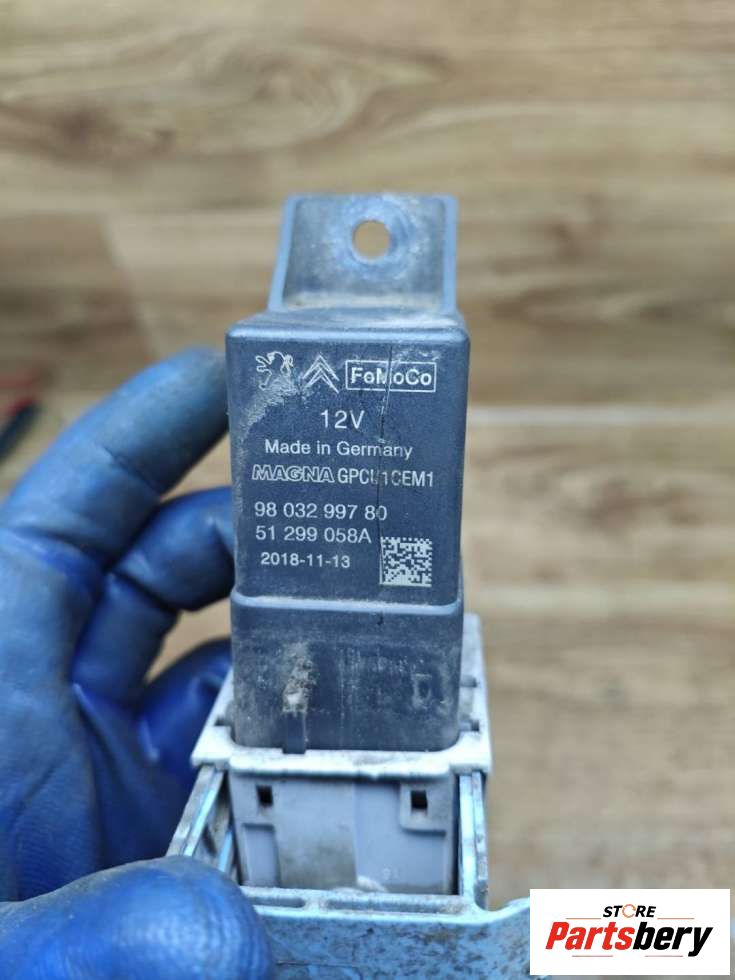 FoMoCo
12V
Made in Germany
MAGNA GPCU1CEM1
98 032 997 80
51 299 058A
2018-11-13
STORE
Partsbery